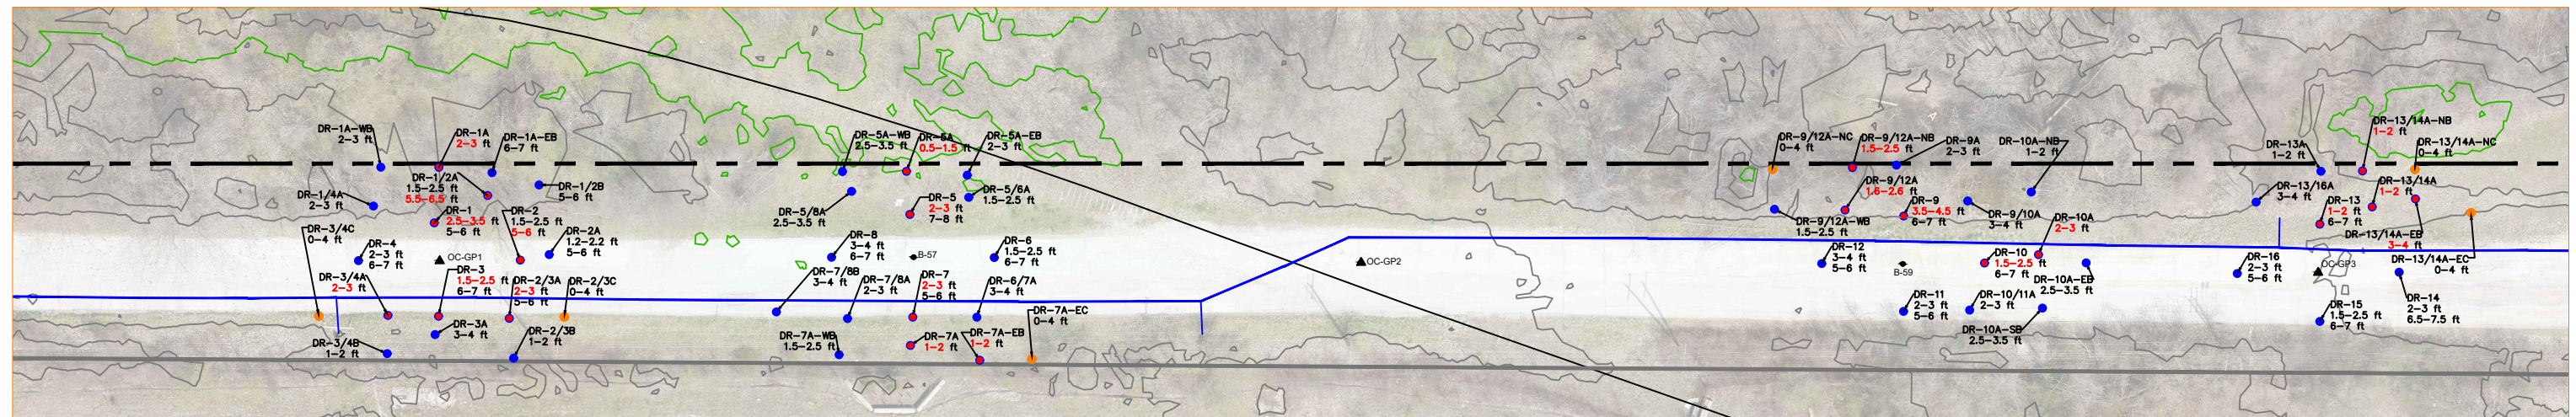 DR-1A-WB
2-3 ft
DR-1A
2-3 ft
DR-1A-EB
6-7 ft
DR-1/2A
1.5-2.5 ft
5.5-6.5 ft
DR-1/2B
5-6 ft
DR-1/4A
2-3 ft
DR-1
2.5-3.5 ft
5-6 ft
DR-2
1.5-2.5 ft
5-6 ft
DR-2A
1.2-2.2 ft
5-6 ft
DR-3/4C
0-4 ft
DR-4
2-3 ft
6-7 ft
OC-GP1
DR-3/4A
2-3 ft
DR-3
1.5-2.5 ft
6-7 ft
DR-2/3A
2-3 ft
5-6 ft
DR-2/3C
0-4 ft
DR-3A
3-4 ft
DR-2/3B
1-2 ft
DR-3/4B
1-2 ft
DR-5A-WB
2.5-3.5 ft
DR-5A
0.5-1.5 ft
DR-5A-EB
2-3 ft
DR-5/8A
2.5-3.5 ft
DR-5
2-3 ft
7-8 ft
DR-5/6A
1.5-2.5 ft
DR-8
3-4 ft
6-7 ft
B-57
DR-6
1.5-2.5 ft
6-7 ft
DR-7/8B
3-4 ft
DR-7/8A
2-3 ft
DR-7
2-3 ft
5-6 ft
DR-6/7A
3-4 ft
DR-7A-WB
1.5-2.5 ft
DR-7A
1-2 ft
DR-7A-EB
1-2 ft
DR-7A-EC
0-4 ft
OC-GP2
DR-9/12A-NC
0-4 ft
DR-9/12A-NB
1.5-2.5 ft
DR-9A
2-3 ft
DR-10A-NB
1-2 ft
DR-9/12A
1.6-2.6 ft
DR-9
3.5-4.5 ft
6-7 ft
DR-9/12A-WB
1.5-2.5 ft
DR-9/10A
3-4 ft
DR-10A
2-3 ft
DR-12
3-4 ft
5-6 ft
B-59
DR-10
1.5-2.5 ft
6-7 ft
DR-10A-EB
2.5-3.5 ft
DR-11
2-3 ft
5-6 ft
DR-10/11A
2-3 ft
DR-10A-SB
2.5-3.5 ft
DR-13A
1-2 ft
DR-13/14A-NB
1-2 ft
DR-13/14A-NC
0-4 ft
DR-13/16A
3-4 ft
DR-13
1-2 ft
6-7 ft
DR-13/14A
1-2 ft
DR-13/14A-EB
3-4 ft
DR-13/14A-EC
0-4 ft
DR-16
2-3 ft
5-6 ft
OC-GP3
DR-15
1.5-2.5 ft
6-7 ft
DR-14
2-3 ft
6.5-7.5 ft